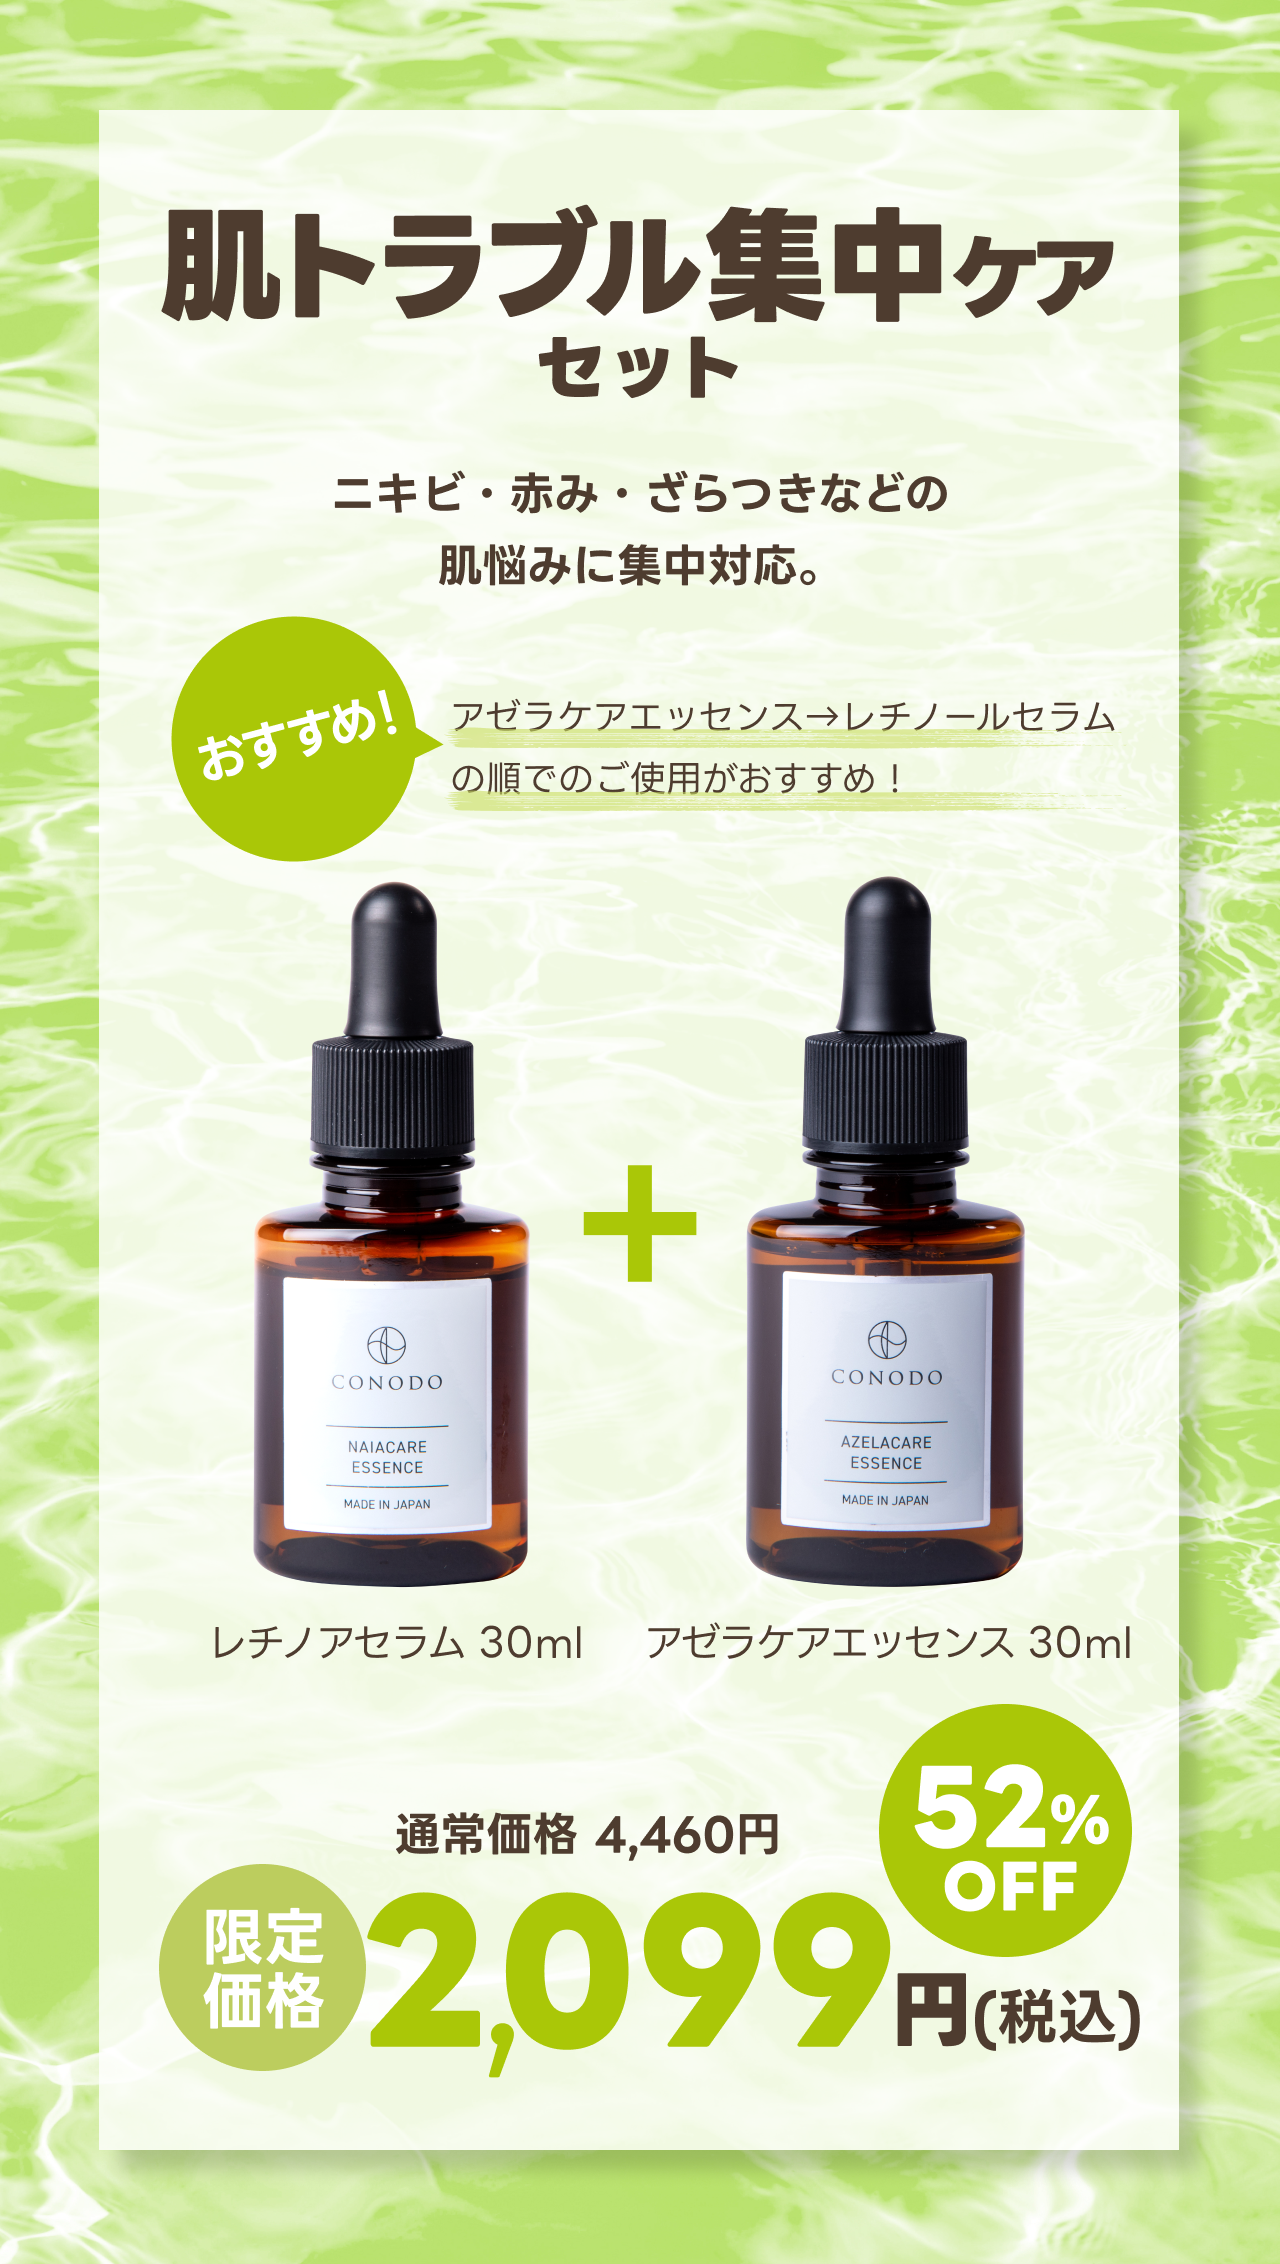 肌トラブル集中ケア
セット
ニキビ・赤み・ざらつきなどの
肌悩みに集中対応。
おすすめ!
アゼラケアエッセンス→レチノールセラム
の順でのご使用がおすすめ！
CONODO
NAIACARE
ESSENCE
MADE IN JAPAN
+
CONODO
AZELACARE
ESSENCE
MADE IN JAPAN
レチノアセラム 30ml
アゼラケアエッセンス 30ml
52%
OFF
通常価格 4,460円
限定
価格
2,099円(税込)